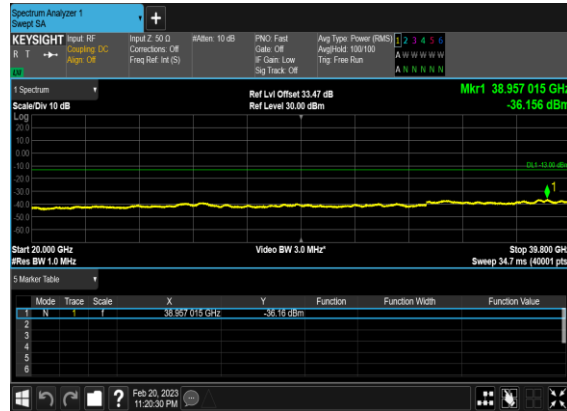 Spectrum Analyzer 1
Swept SA
+
KEYSIGHT Input: RF Input Z: 50 Ω #Atten: 10 dB PNO: Fast Avg Type: Power (RMS) 1 2 3 4 5 6
R T Coupling: DC Corrections: Off Gate: Off Avg|Hold: 100/100 A W W W W W
Align: Off Freq Ref: Int (S) IF Gain: Low Trig: Free Run
Sig Track: Off A N N N N N
1 Spectrum Ref Lvl Offset 33.47 dB Mkr1 38.957 015 GHz
Scale/Div 10 dB Ref Level 30.00 dBm -36.156 dBm
Log
20.0
10.0
0.00
-10.0 DL1 -13.00 dBm
-20.0
-30.0 1
-40.0
-50.0
-60.0
Start 20.000 GHz Video BW 3.0 MHz* Stop 39.800 GHz
#Res BW 1.0 MHz Sweep 34.7 ms (40001 pts
5 Marker Table
Mode Trace Scale X Y Function Function Width Function Value
1 N 1 f 38.957 015 GHz -36.16 dBm
2
3
4
5
6
? Feb 20, 2023
11:20:30 PM